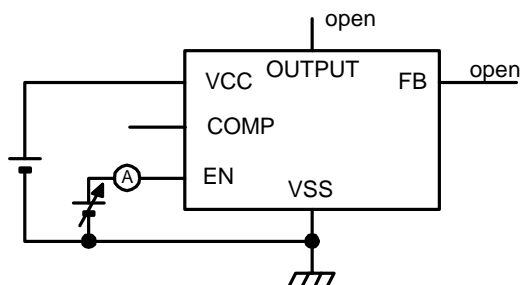 open
OUTPUT
VCC
FB
open
COMP
A
EN
VSS